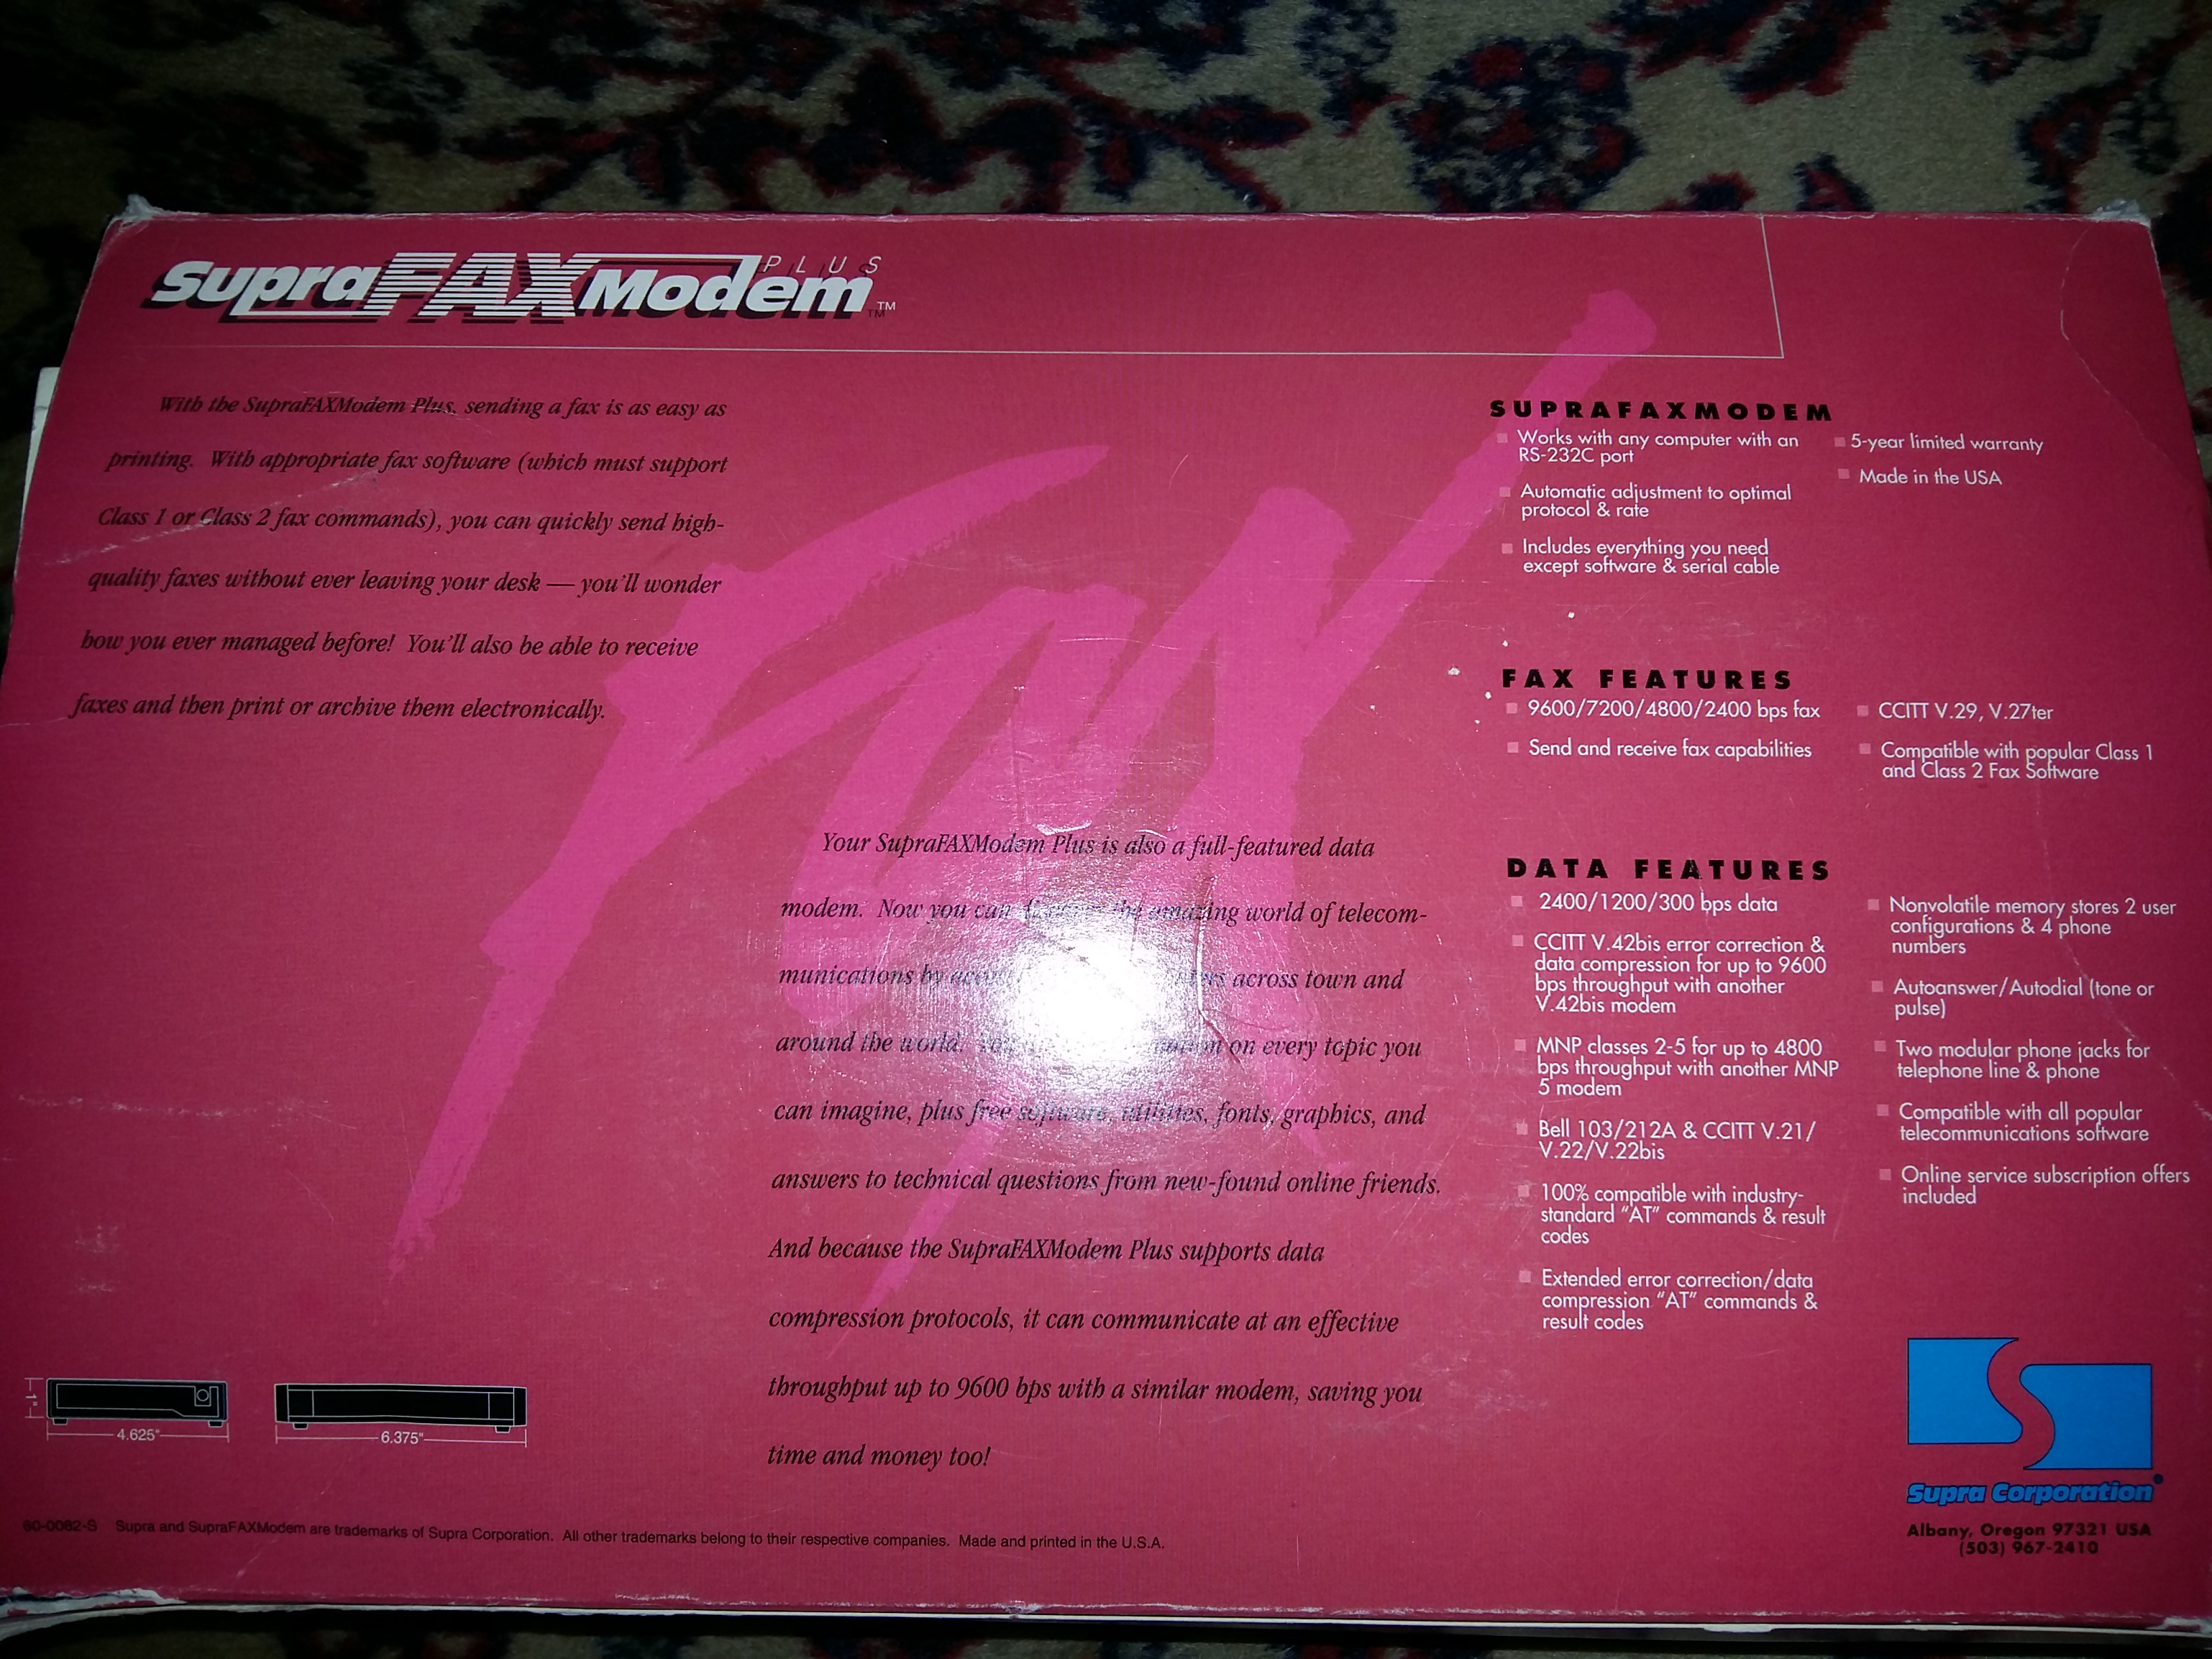 SupraFAXModem PLUS ™
With the SupraFAXModem Plus, sending a fax is as easy as
printing. With appropriate fax software (which must support
Class 1 or Class 2 fax commands), you can quickly send high-
quality faxes without ever leaving your desk — you'll wonder
how you ever managed before! You'll also be able to receive
faxes and then print or archive them electronically.
Fax
Your SupraFAXModem Plus is also a full-featured data
modem. Now you can the amazing world of telecom-
munications by across town and
around the world. on every topic you
can imagine, plus free software, utilities, fonts, graphics, and
answers to technical questions from new-found online friends.
And because the SupraFAXModem Plus supports data
compression protocols, it can communicate at an effective
throughput up to 9600 bps with a similar modem, saving you
time and money too!
SUPRAFAXMODEM
Works with any computer with an
RS-232C port
Automatic adjustment to optimal
protocol & rate
Includes everything you need
except software & serial cable
5-year limited warranty
Made in the USA
FAX FEATURES
9600/7200/4800/2400 bps fax
Send and receive fax capabilities
CCITT V.29, V.27ter
Compatible with popular Class 1
and Class 2 Fax Software
DATA FEATURES
2400/1200/300 bps data
CCITT V.42bis error correction &
data compression for up to 9600
bps throughput with another
V.42bis modem
MNP classes 2-5 for up to 4800
bps throughput with another MNP
5 modem
Bell 103/212A & CCITT V.21/
V.22/V.22bis
100% compatible with industry-
standard "AT" commands & result
codes
Extended error correction/data
compression "AT" commands &
result codes
Nonvolatile memory stores 2 user
configurations & 4 phone
numbers
Autoanswer/Autodial (tone or
pulse)
Two modular phone jacks for
telephone line & phone
Compatible with all popular
telecommunications software
Online service subscription offers
included
1"
4.625"
6.375"
Supra Corporation
Albany, Oregon 97321 USA
(503) 967-2410
60-0082-S Supra and SupraFAXModem are trademarks of Supra Corporation. All other trademarks belong to their respective companies. Made and printed in the U.S.A.